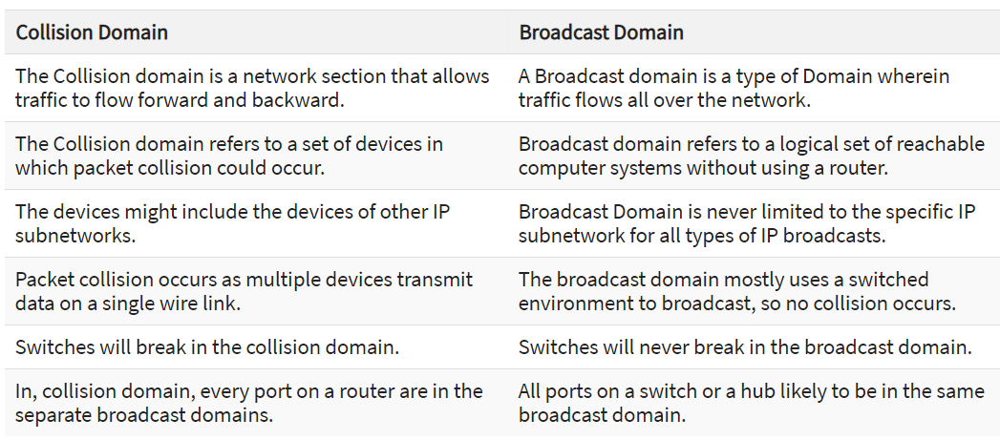 Collision Domain
Broadcast Domain
The Collision domain is a network section that allows
traffic to flow forward and backward.
A Broadcast domain is a type of Domain wherein
traffic flows all over the network.
The Collision domain refers to a set of devices in
which packet collision could occur.
Broadcast domain refers to a logical set of reachable
computer systems without using a router.
The devices might include the devices of other IP
subnetworks.
Broadcast Domain is never limited to the specific IP
subnetwork for all types of IP broadcasts.
Packet collision occurs as multiple devices transmit
data on a single wire link.
The broadcast domain mostly uses a switched
environment to broadcast, so no collision occurs.
Switches will break in the collision domain.
Switches will never break in the broadcast domain.
In, collision domain, every port on a router are in the
separate broadcast domains.
All ports on a switch or a hub likely to be in the same
broadcast domain.